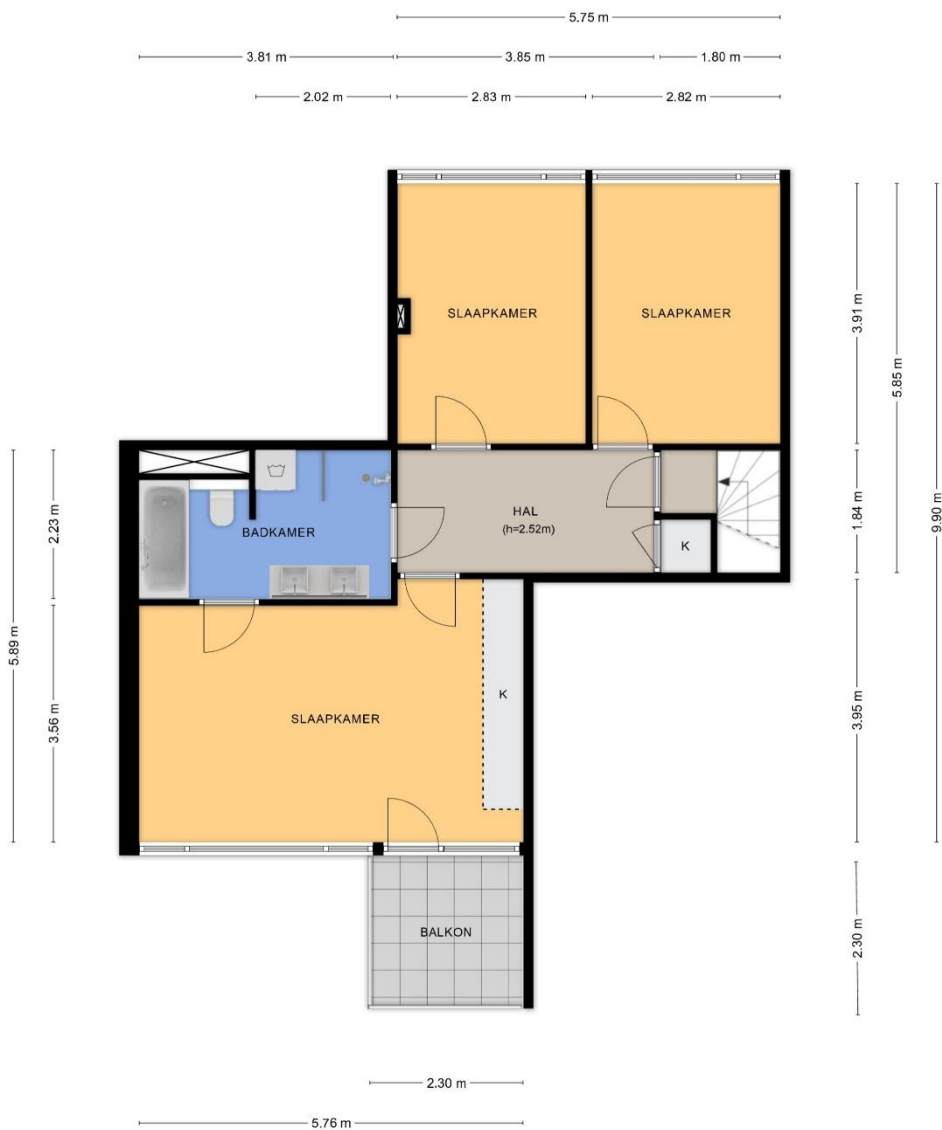 5.75 m
3.81 m
3.85 m
1.80 m
2.02 m
2.83 m
2.82 m
SLAAPKAMER
SLAAPKAMER
3.91 m
5.85 m
9.90 m
HAL
(h=2.52m)
K
1.84 m
BADKAMER
2.23 m
5.89 m
3.56 m
SLAAPKAMER
K
3.95 m
BALKON
2.30 m
2.30 m
5.76 m